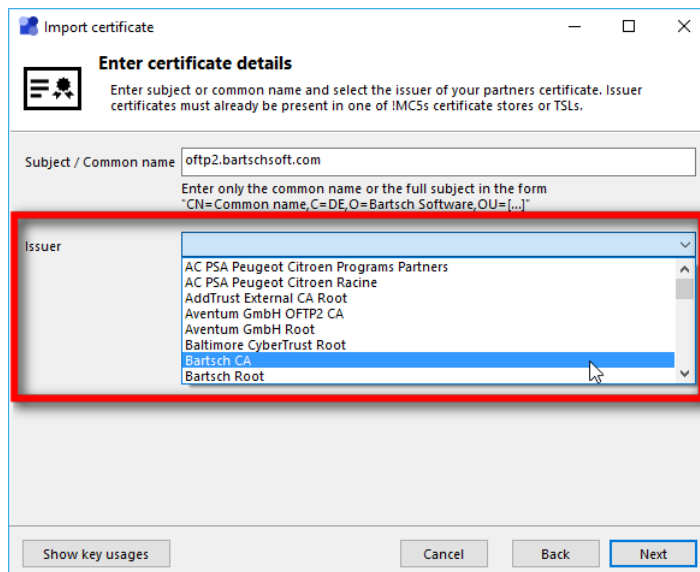 Import certificate
Enter certificate details
Enter subject or common name and select the issuer of your partners certificate. Issuer
certificates must already be present in one of !MC5s certificate stores or TSLs.
Subject / Common name oftp2.bartschsoft.com
Enter only the common name or the full subject in the form
"CN=Common name,C=DE,O=Bartsch Software,OU=[...]"
Issuer
AC PSA Peugeot Citroen Programs Partners
AC PSA Peugeot Citroen Racine
AddTrust External CA Root
Aventum GmbH OFTP2 CA
Aventum GmbH Root
Baltimore CyberTrust Root
Bartsch CA
Bartsch Root
Show key usages Cancel Back Next